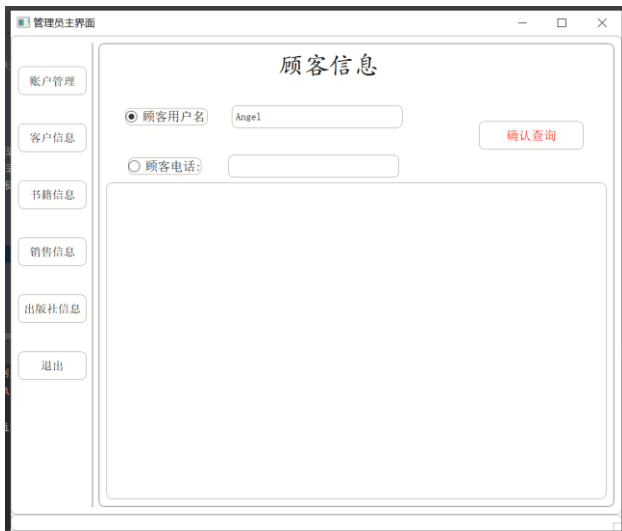 管理员主界面
顾客信息
账户管理
客户信息
书籍信息
销售信息
出版社信息
退出
顾客用户名
Angel
确认查询
顾客电话: